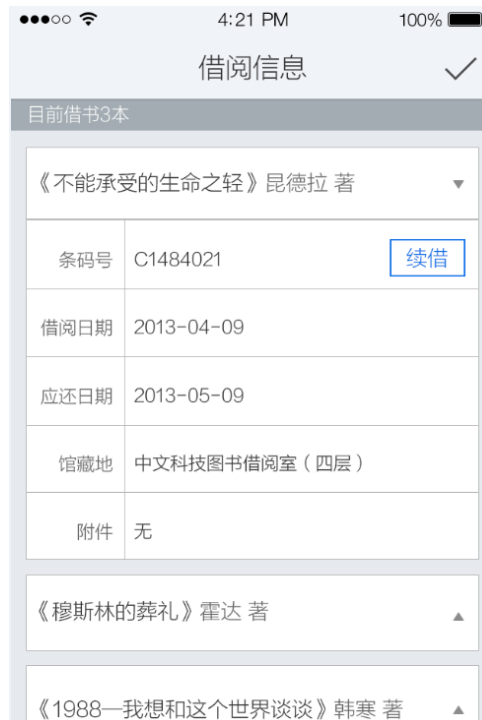 4:21 PM 100%
借阅信息
目前借书3本
《不能承受的生命之轻》昆德拉 著
条码号 C1484021 续借
借阅日期 2013-04-09
应还日期 2013-05-09
馆藏地 中文科技图书借阅室（四层）
附件 无
《穆斯林的葬礼》霍达 著
《1988—我想和这个世界谈谈》韩寒 著